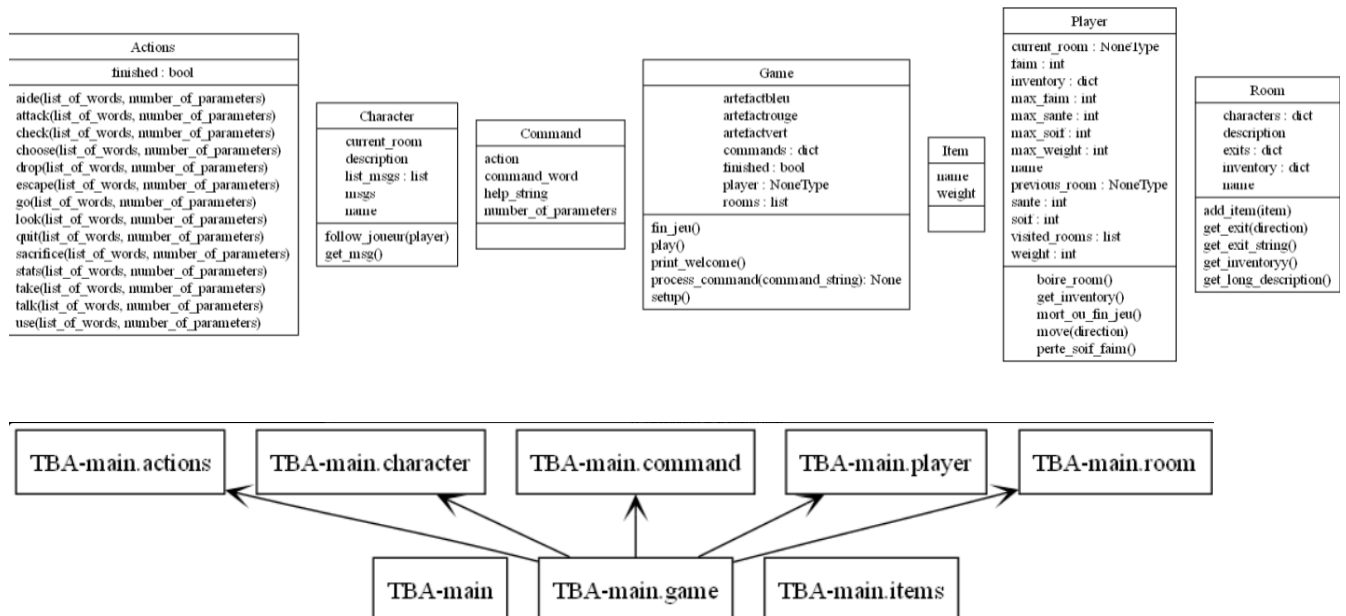 Actions
finished : bool
aide(list_of_words, number_of_parameters)
attack(list_of_words, number_of_parameters)
check(list_of_words, number_of_parameters)
choose(list_of_words, number_of_parameters)
drop(list_of_words, number_of_parameters)
escape(list_of_words, number_of_parameters)
go(list_of_words, number_of_parameters)
look(list_of_words, number_of_parameters)
quit(list_of_words, number_of_parameters)
sacrifice(list_of_words, number_of_parameters)
stats(list_of_words, number_of_parameters)
take(list_of_words, number_of_parameters)
talk(list_of_words, number_of_parameters)
use(list_of_words, number_of_parameters)
Character
current_room
description
list_msgs : list
msgs
name
follow_joueur(player)
get_msg()
Command
action
command_word
help_string
number_of_parameters
Game
artefactbleu
artefactrouge
artefactvert
commands : dict
finished : bool
player : NoneType
rooms : list
fin_jeu()
play()
print_welcome()
process_command(command_string): None
setup()
Item
name
weight
Player
current_room : NoneType
faim : int
inventory : dict
max_faim : int
max_sante : int
max_soif : int
max_weight : int
name
previous_room : NoneType
sante : int
soif : int
visited_rooms : list
weight : int
boire_room()
get_inventory()
mort_ou_fin_jeu()
move(direction)
perte_soif_faim()
Room
characters : dict
description
exits : dict
inventory : dict
name
add_item(item)
get_exit(direction)
get_exit_string()
get_inventoryy()
get_long_description()
TBA-main.actions
TBA-main.character
TBA-main.command
TBA-main.player
TBA-main.room
TBA-main
TBA-main.game
TBA-main.items